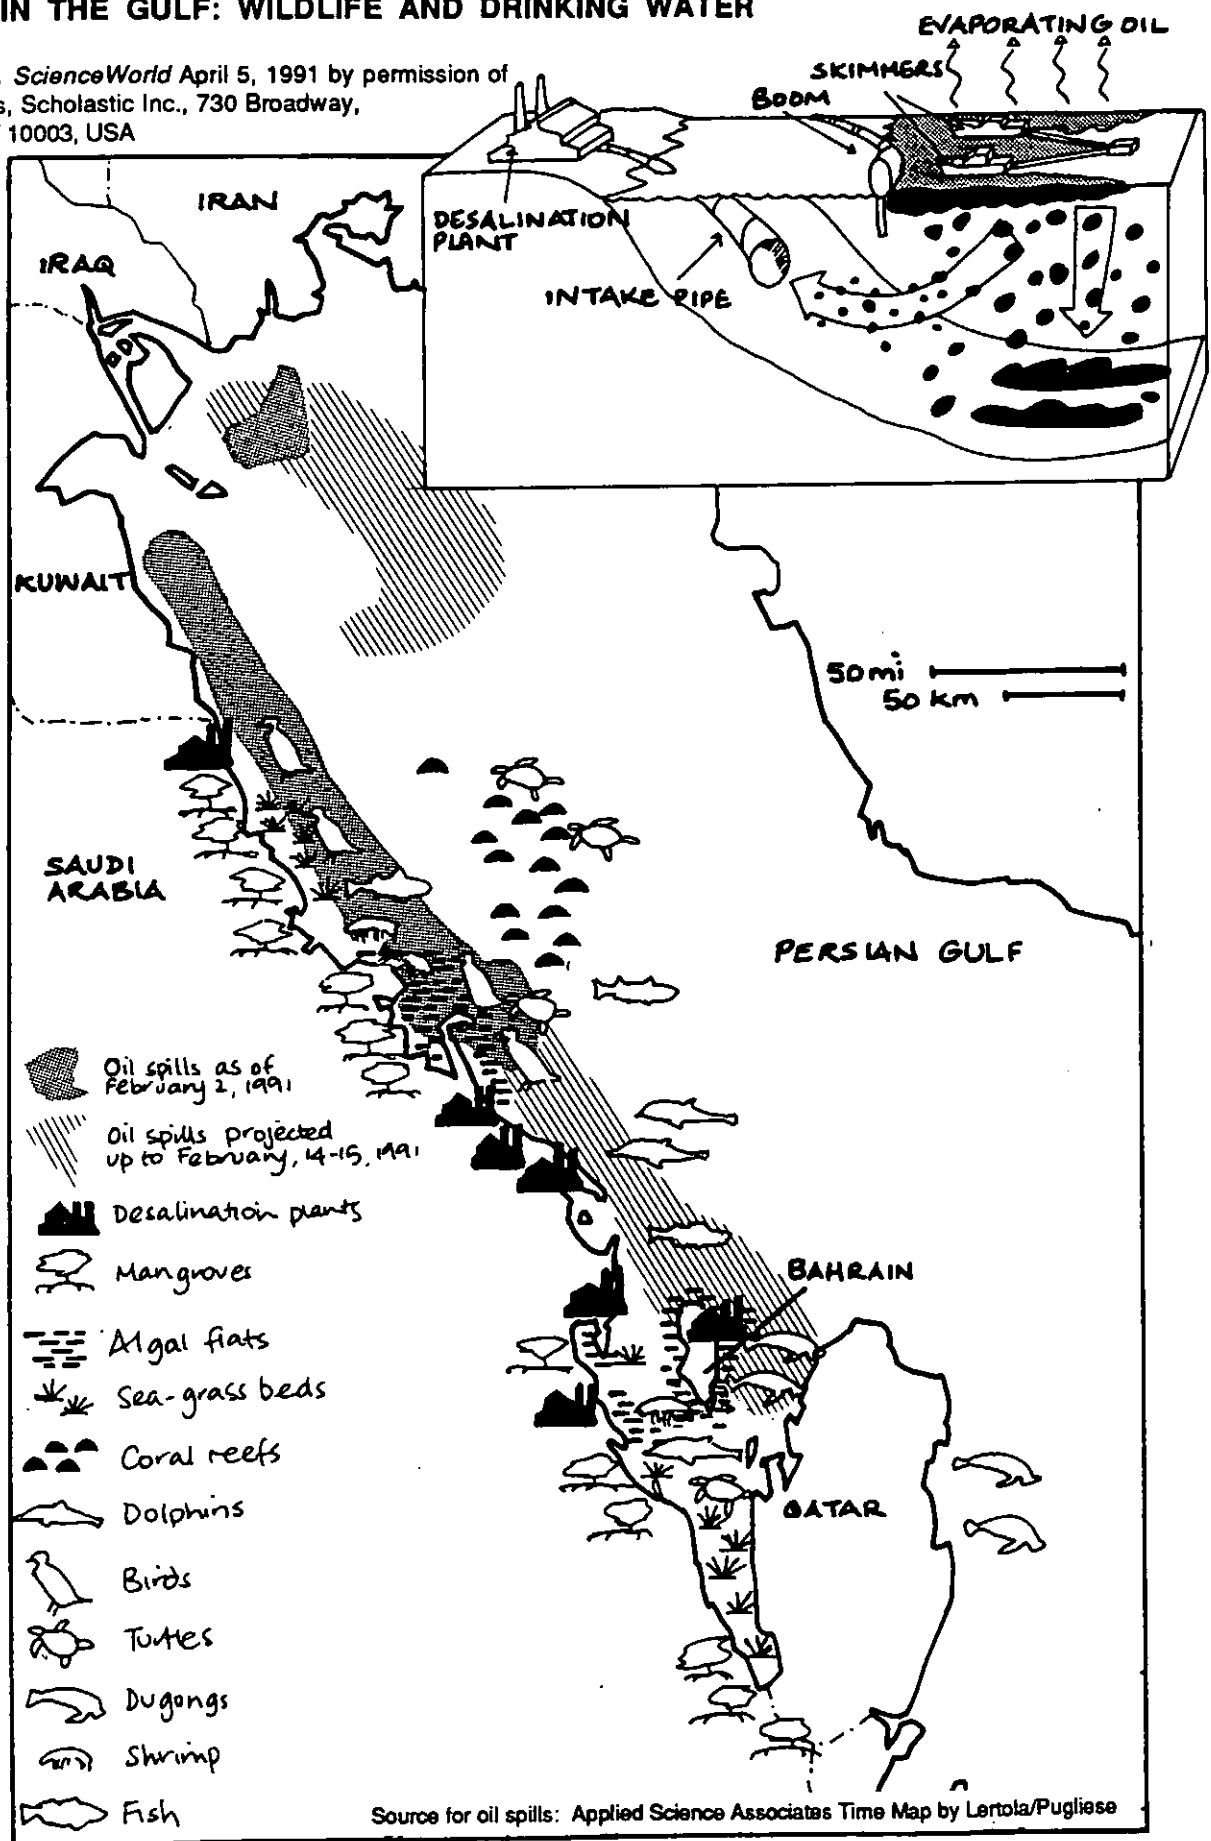 IN THE GULF: WILDLIFE AND DRINKING WATER
ScienceWorld April 5, 1991 by permission of
Scholastic Inc., 730 Broadway,
10003, USA
EVAPORATING OIL
SKIMMERS
BOOM
DESALINATION
PLANT
INTAKE PIPE
IRAN
IRAQ
KUWAIT
50 mi
50 km
SAUDI
ARABIA
PERSIAN GULF
Oil spills as of
February 2, 1991
Oil spills projected
up to February, 14-15, 1991
Desalination plants
Mangroves
Algal flats
Sea-grass beds
Coral reefs
Dolphins
Birds
Turtles
Dugongs
Shrimp
Fish
BAHRAIN
QATAR
Source for oil spills: Applied Science Associates Time Map by Lertola/Pugliese